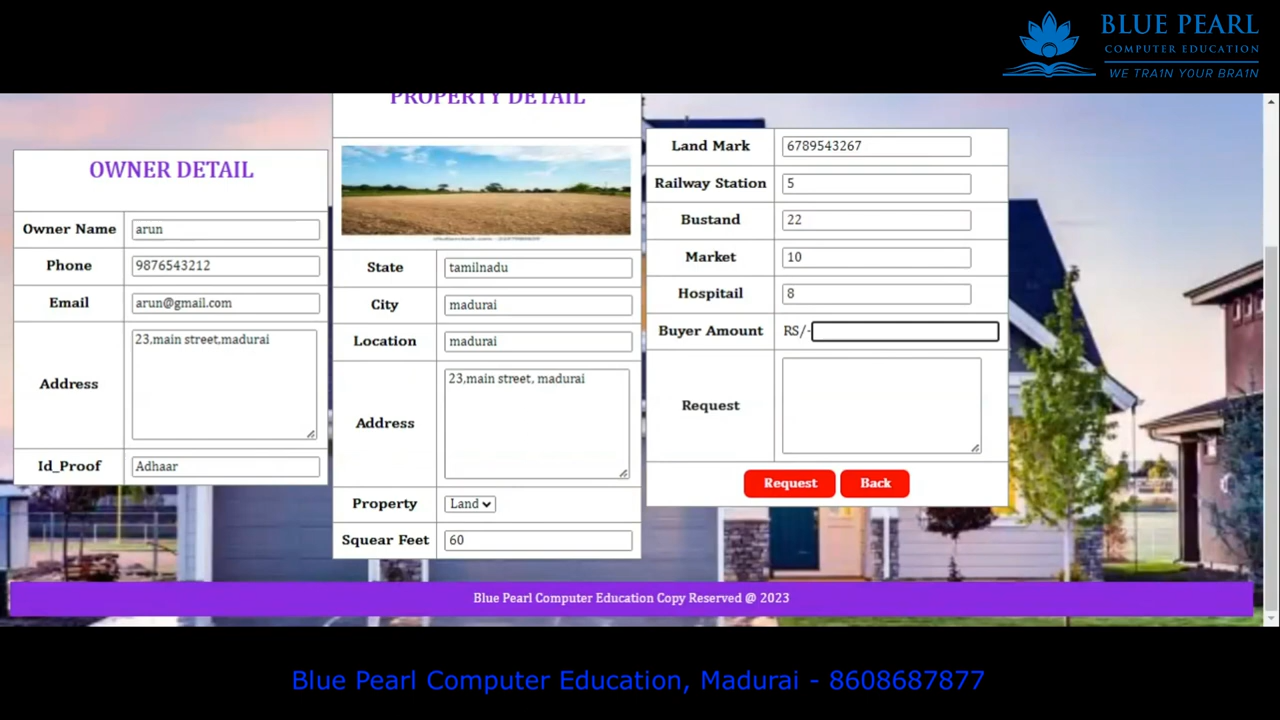 BLUE PEARL
COMPUTER EDUCATION
WE TRAIN YOUR BRAIN
OWNER DETAIL
Owner Name arun
Phone 9876543212
Email arun@gmail.com
Address 23,main street,madurai
Id_Proof Adhaar
PROPERTY DETAIL
State tamilnadu
City madurai
Location madurai
Address 23,main street, madurai
Property Land
Squear Feet 60
Land Mark 6789543267
Railway Station 5
Bustand 22
Market 10
Hospitail 8
Buyer Amount RS/-
Request
Request Back
Blue Pearl Computer Education Copy Reserved @ 2023
Blue Pearl Computer Education, Madurai - 8608687877